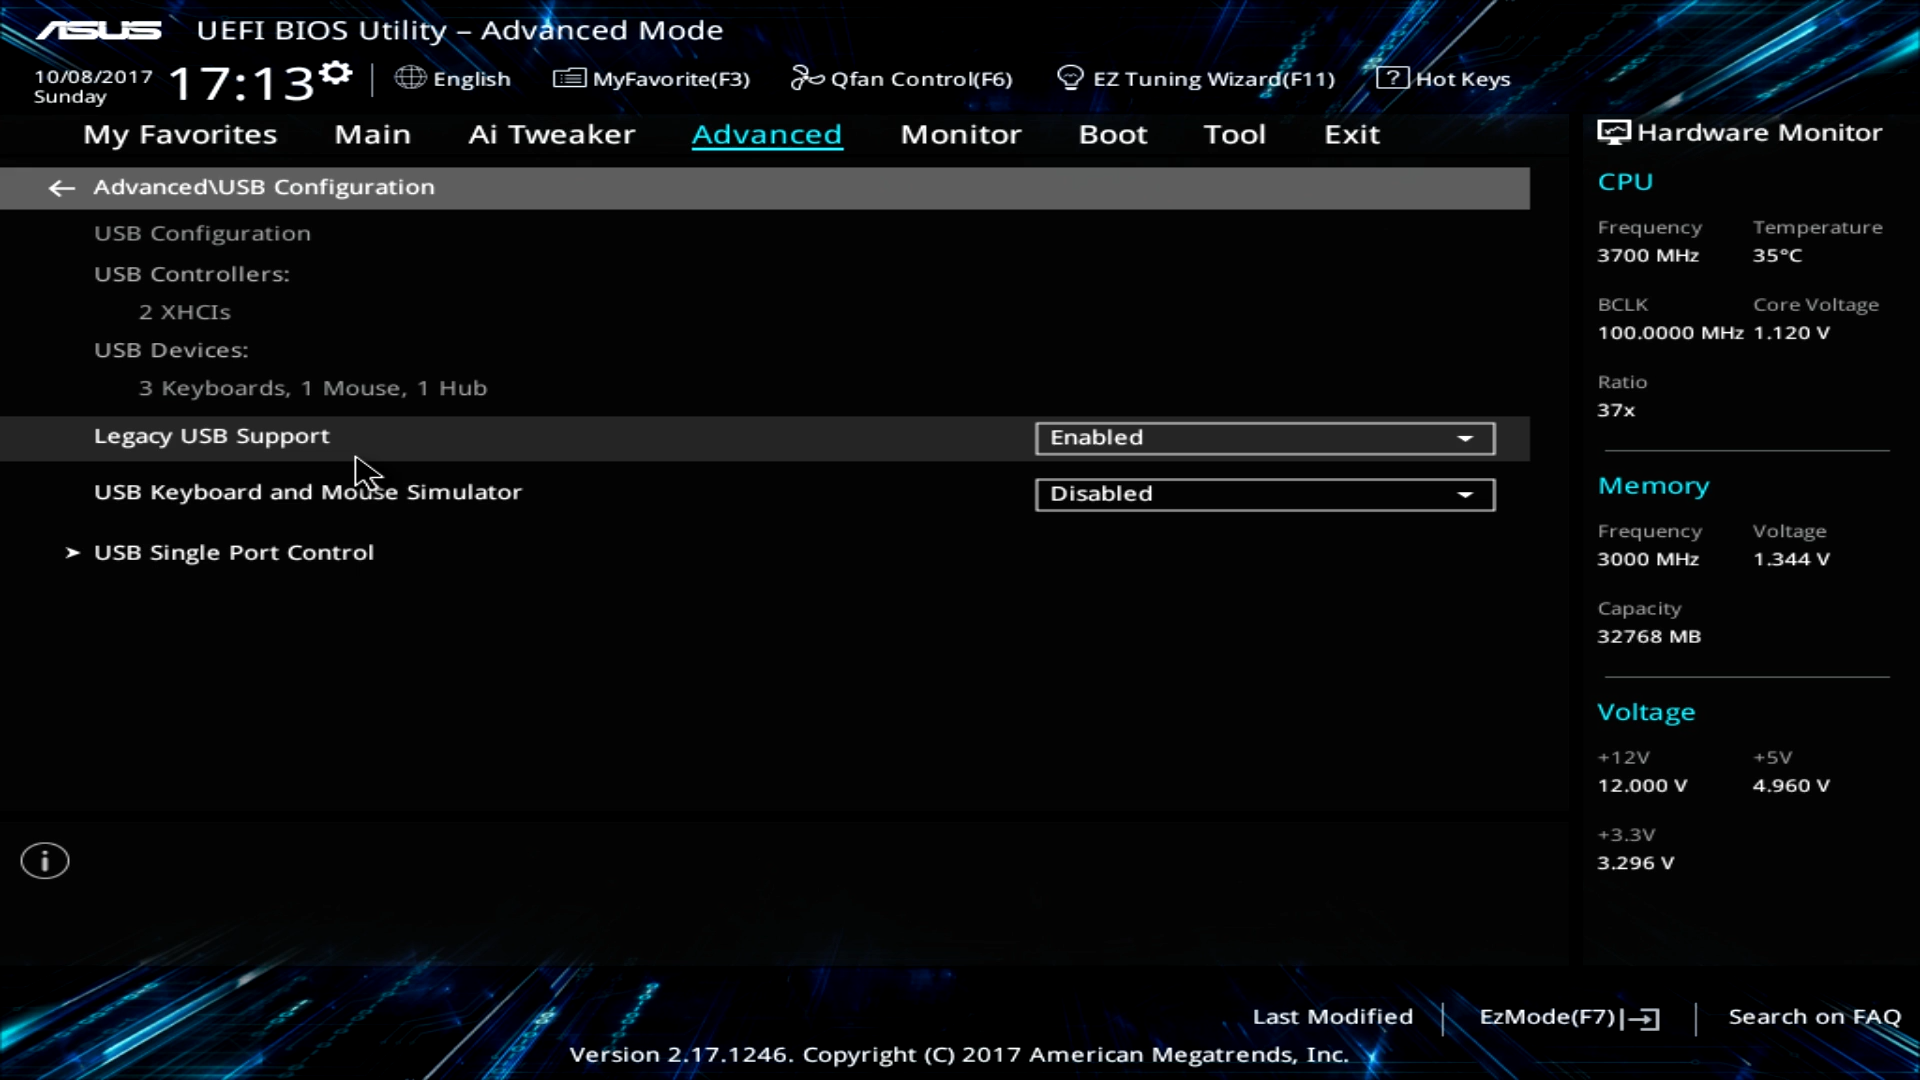 ASUS UEFI BIOS Utility – Advanced Mode
10/08/2017 Sunday 17:13 English MyFavorite(F3) Qfan Control(F6) EZ Tuning Wizard(F11) ? Hot Keys
My Favorites Main Ai Tweaker Advanced Monitor Boot Tool Exit
← Advanced\USB Configuration
USB Configuration
USB Controllers:
2 XHCIs
USB Devices:
3 Keyboards, 1 Mouse, 1 Hub
Legacy USB Support Enabled
USB Keyboard and Mouse Simulator Disabled
➤ USB Single Port Control
Hardware Monitor
CPU
Frequency Temperature
3700 MHz 35°C
BCLK Core Voltage
100.0000 MHz 1.120 V
Ratio
37x
Memory
Frequency Voltage
3000 MHz 1.344 V
Capacity
32768 MB
Voltage
+12V +5V
12.000 V 4.960 V
+3.3V
3.296 V
i
Last Modified EzMode(F7) Search on FAQ
Version 2.17.1246. Copyright (C) 2017 American Megatrends, Inc.